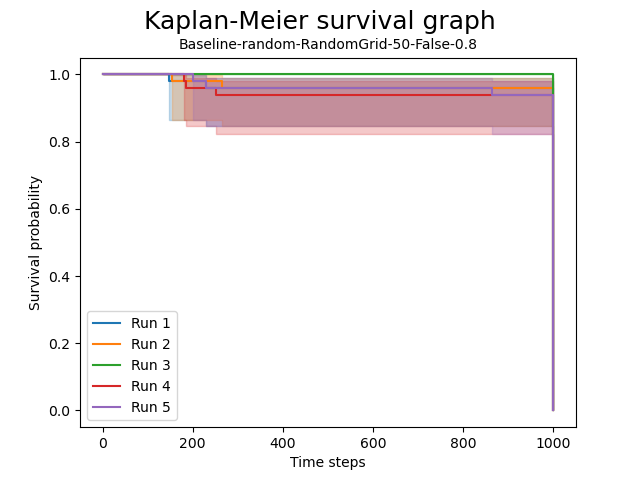 Kaplan-Meier survival graph
Baseline-random-RandomGrid-50-False-0.8
1.0
0.8
0.6
0.4
0.2
0.0
Survival probability
Run 1
Run 2
Run 3
Run 4
Run 5
0 200 400 600 800 1000
Time steps